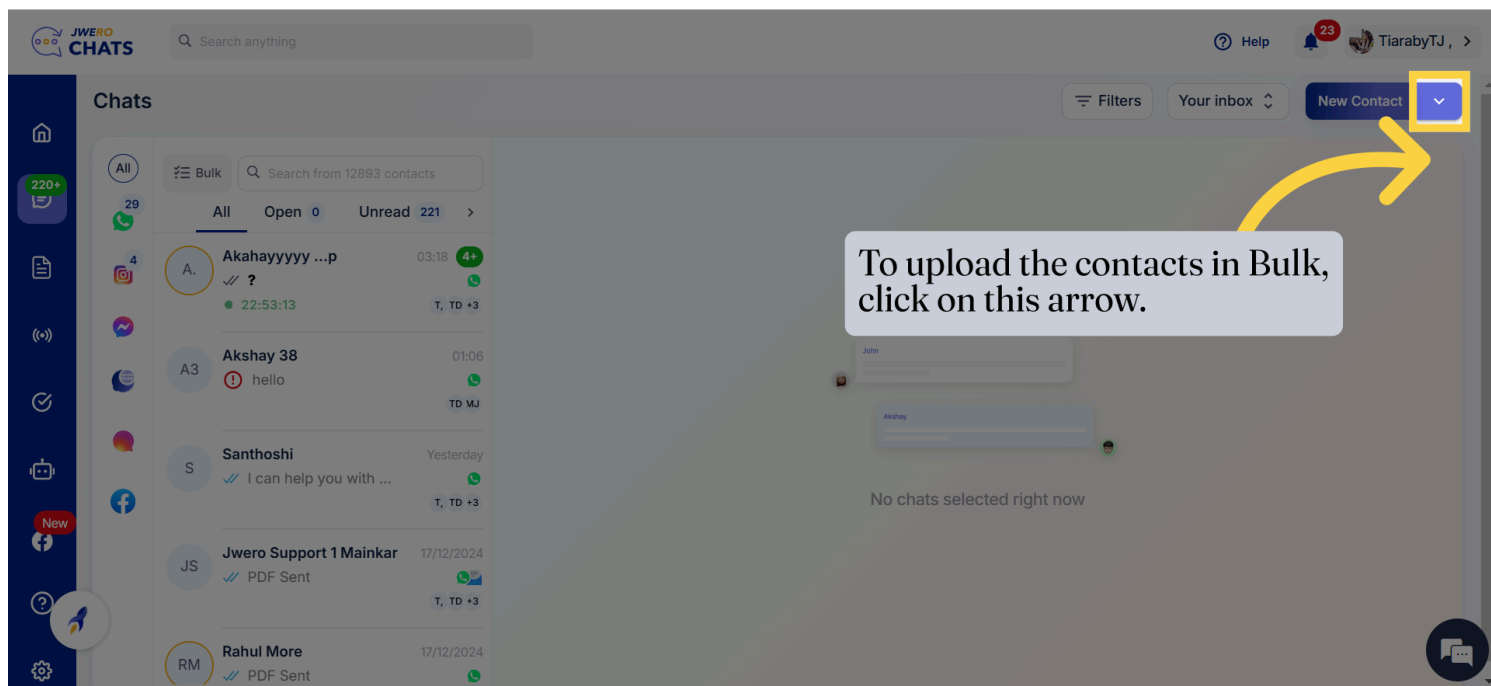 JWERO
CHATS
Search anything
Help
23
TiarabyTJ ,
Chats
Filters
Your inbox
New Contact
220+
New
All
29
4
Bulk
Search from 12893 contacts
All
Open 0
Unread 221
A.
Akahayyyyy ...p
03:18
4+
?
22:53:13
T, TD +3
A3
Akshay 38
01:06
hello
TD MJ
S
Santhoshi
Yesterday
I can help you with ...
T, TD +3
JS
Jwero Support 1 Mainkar
17/12/2024
PDF Sent
T, TD +3
RM
Rahul More
17/12/2024
PDF Sent
To upload the contacts in Bulk,
click on this arrow.
John
Akshay
No chats selected right now